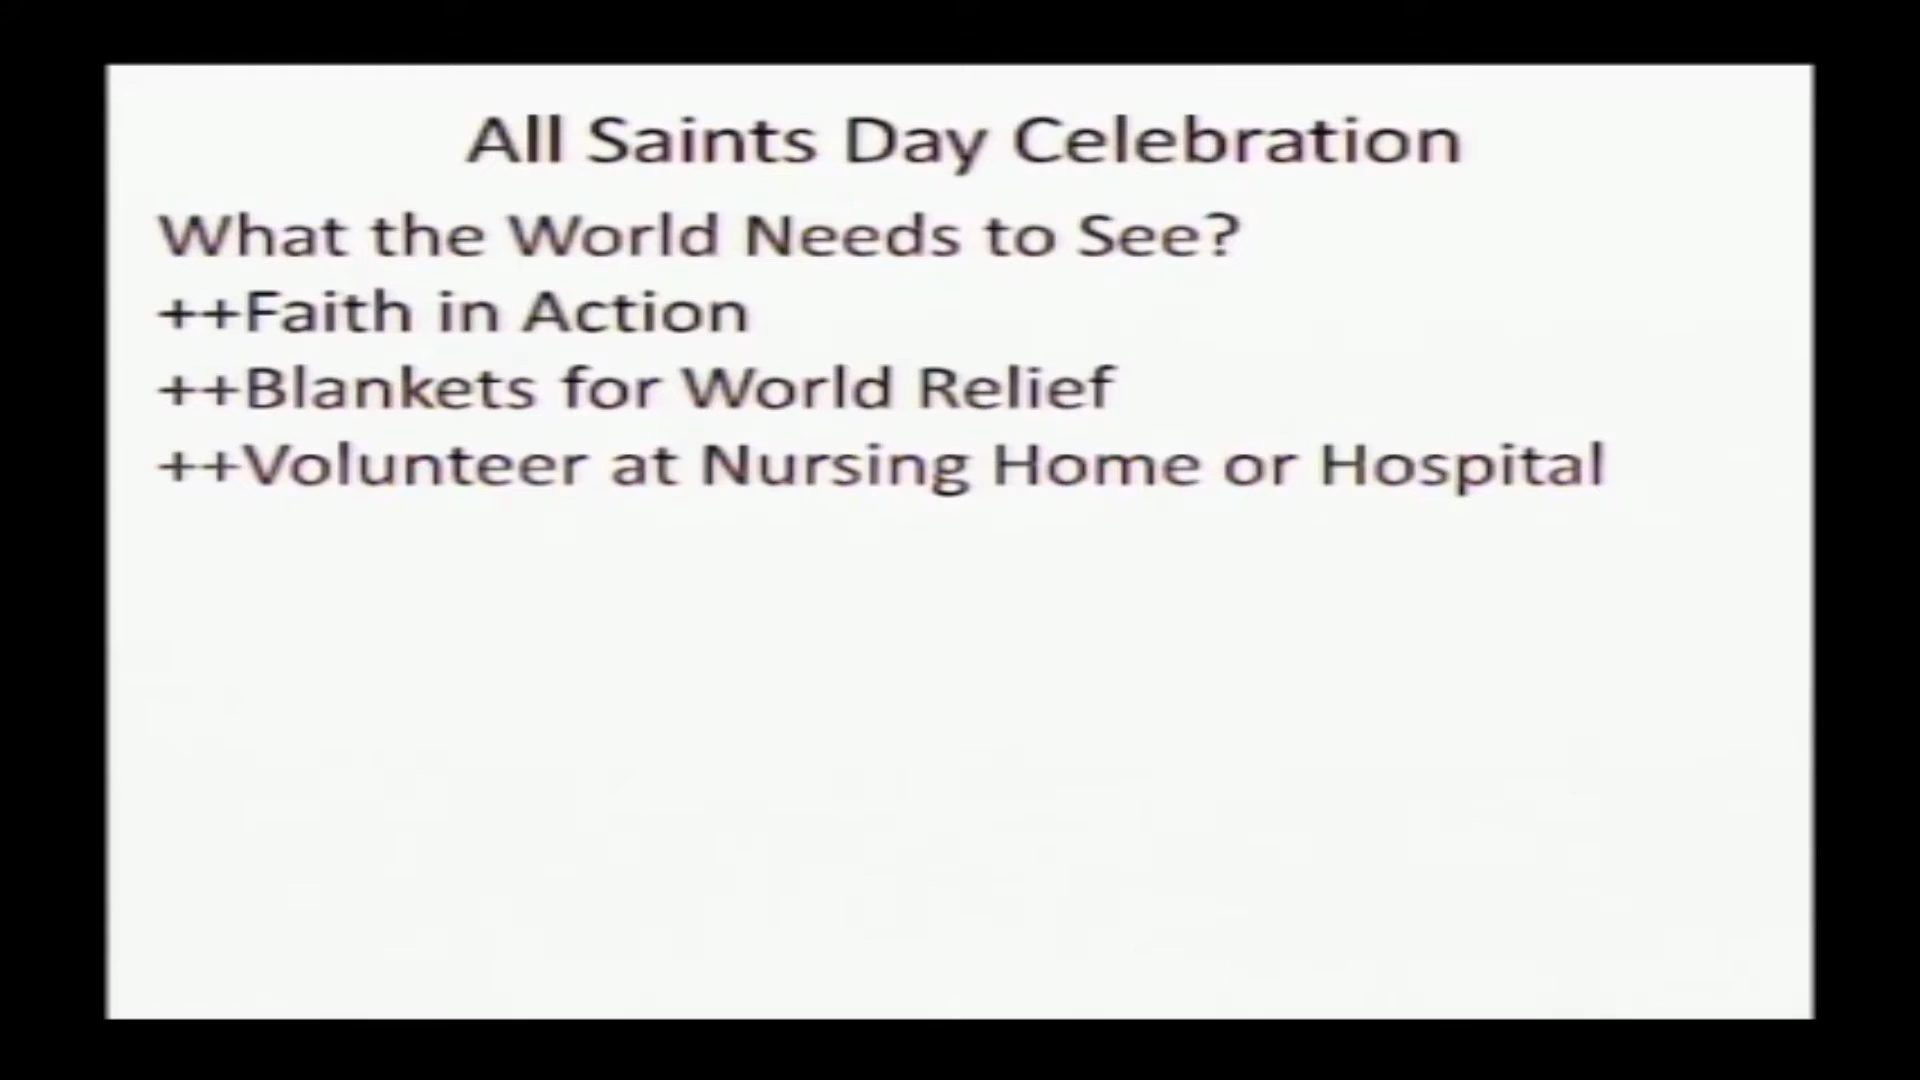 All Saints Day Celebration
What the World Needs to See?
++Faith in Action
++Blankets for World Relief
++Volunteer at Nursing Home or Hospital